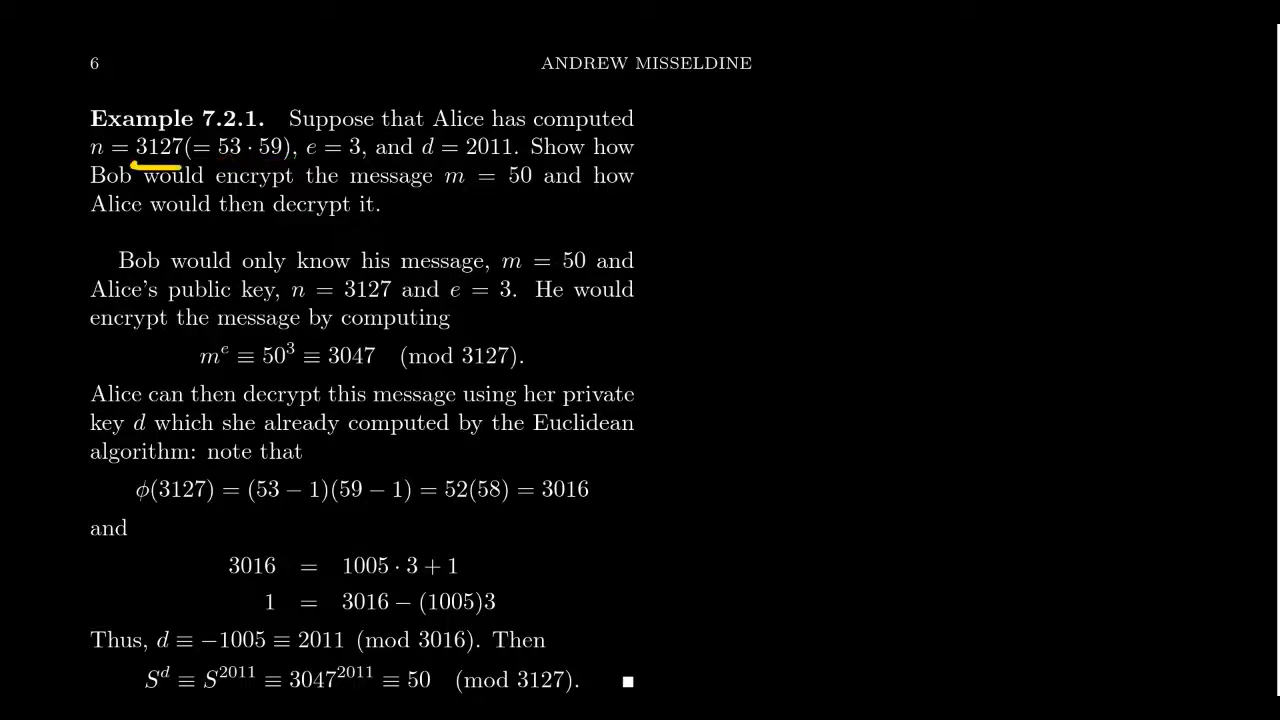 6 ANDREW MISSELDINE
Example 7.2.1. Suppose that Alice has computed
n = 3127(= 53 · 59), e = 3, and d = 2011. Show how
Bob would encrypt the message m = 50 and how
Alice would then decrypt it.
Bob would only know his message, m = 50 and
Alice's public key, n = 3127 and e = 3. He would
encrypt the message by computing
mᵉ ≡ 50³ ≡ 3047 (mod 3127).
Alice can then decrypt this message using her private
key d which she already computed by the Euclidean
algorithm: note that
ϕ(3127) = (53 − 1)(59 − 1) = 52(58) = 3016
and
3016 = 1005 · 3 + 1
1 = 3016 − (1005)3
Thus, d ≡ −1005 ≡ 2011 (mod 3016). Then
Sᵈ ≡ S²⁰¹¹ ≡ 3047²⁰¹¹ ≡ 50 (mod 3127). ■